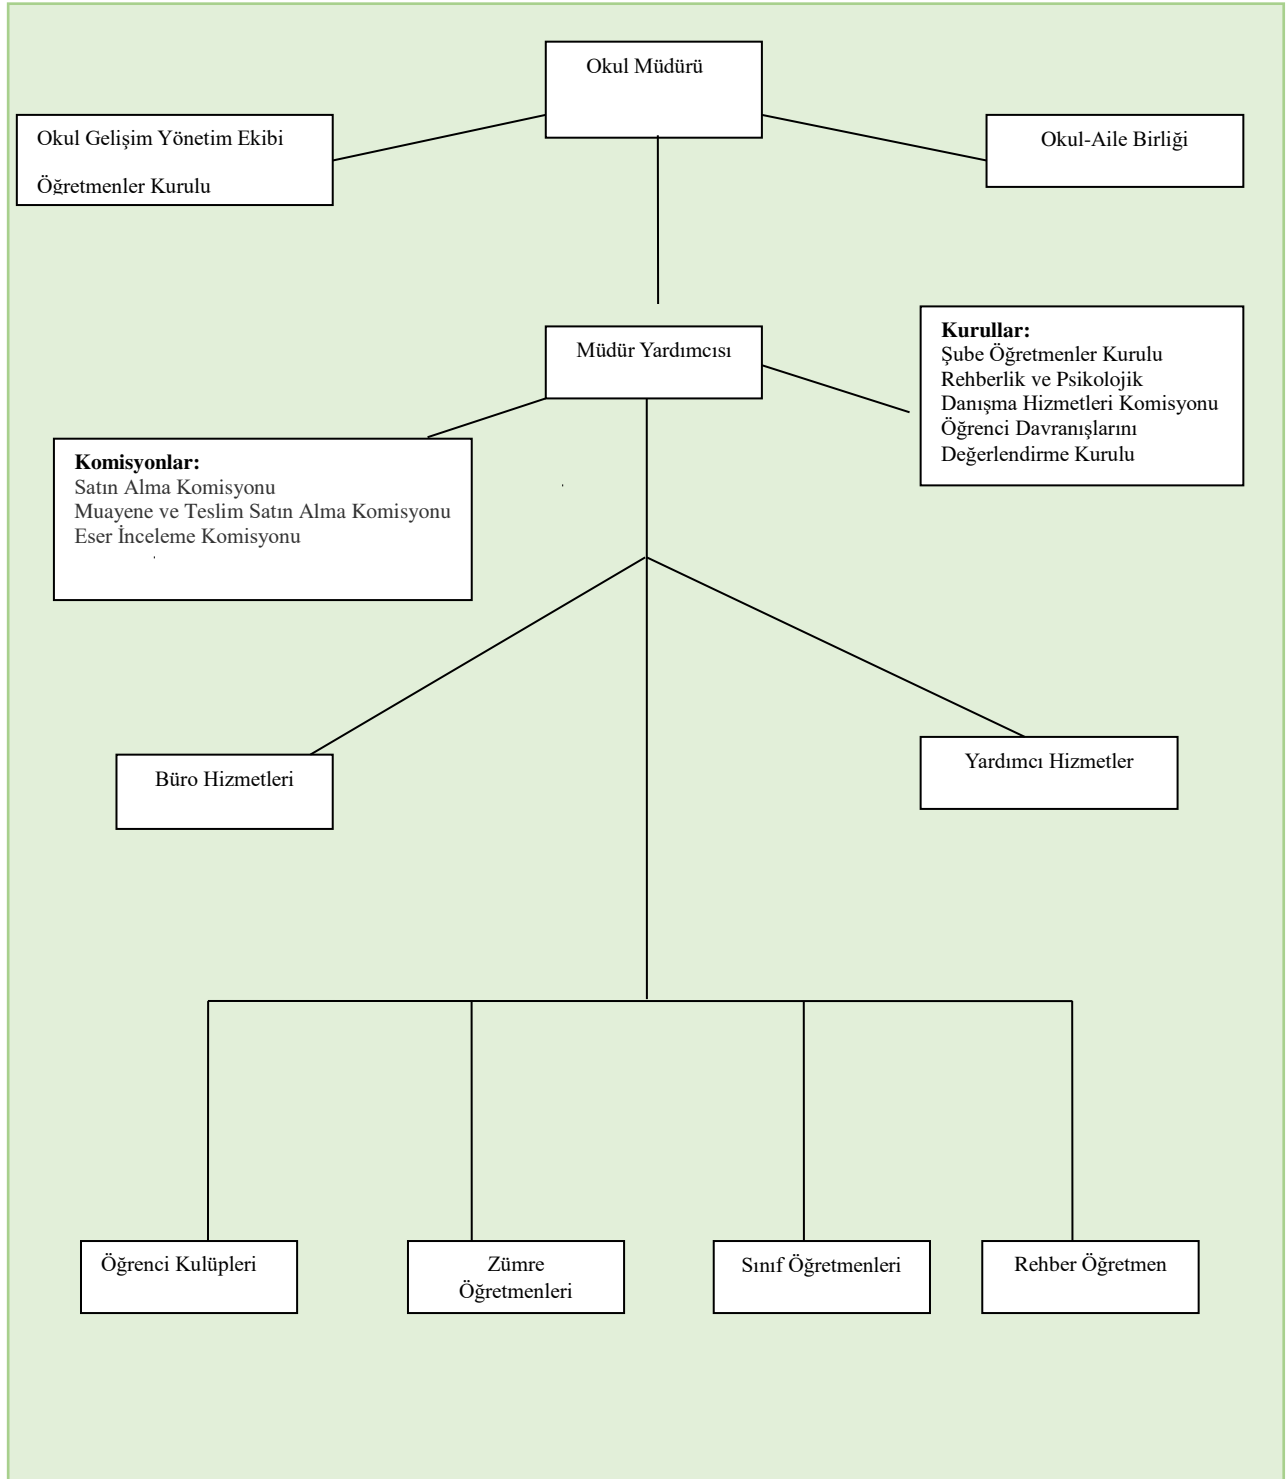 Okul Müdürü
Okul Gelişim Yönetim Ekibi
Öğretmenler Kurulu
Okul-Aile Birliği
Müdür Yardımcısı
Kurullar:
Şube Öğretmenler Kurulu
Rehberlik ve Psikolojik
Danışma Hizmetleri Komisyonu
Öğrenci Davranışlarını
Değerlendirme Kurulu
Komisyonlar:
Satın Alma Komisyonu
Muayene ve Teslim Satın Alma Komisyonu
Eser İnceleme Komisyonu
Büro Hizmetleri
Yardımcı Hizmetler
Öğrenci Kulüpleri
Zümre
Öğretmenleri
Sınıf Öğretmenleri
Rehber Öğretmen